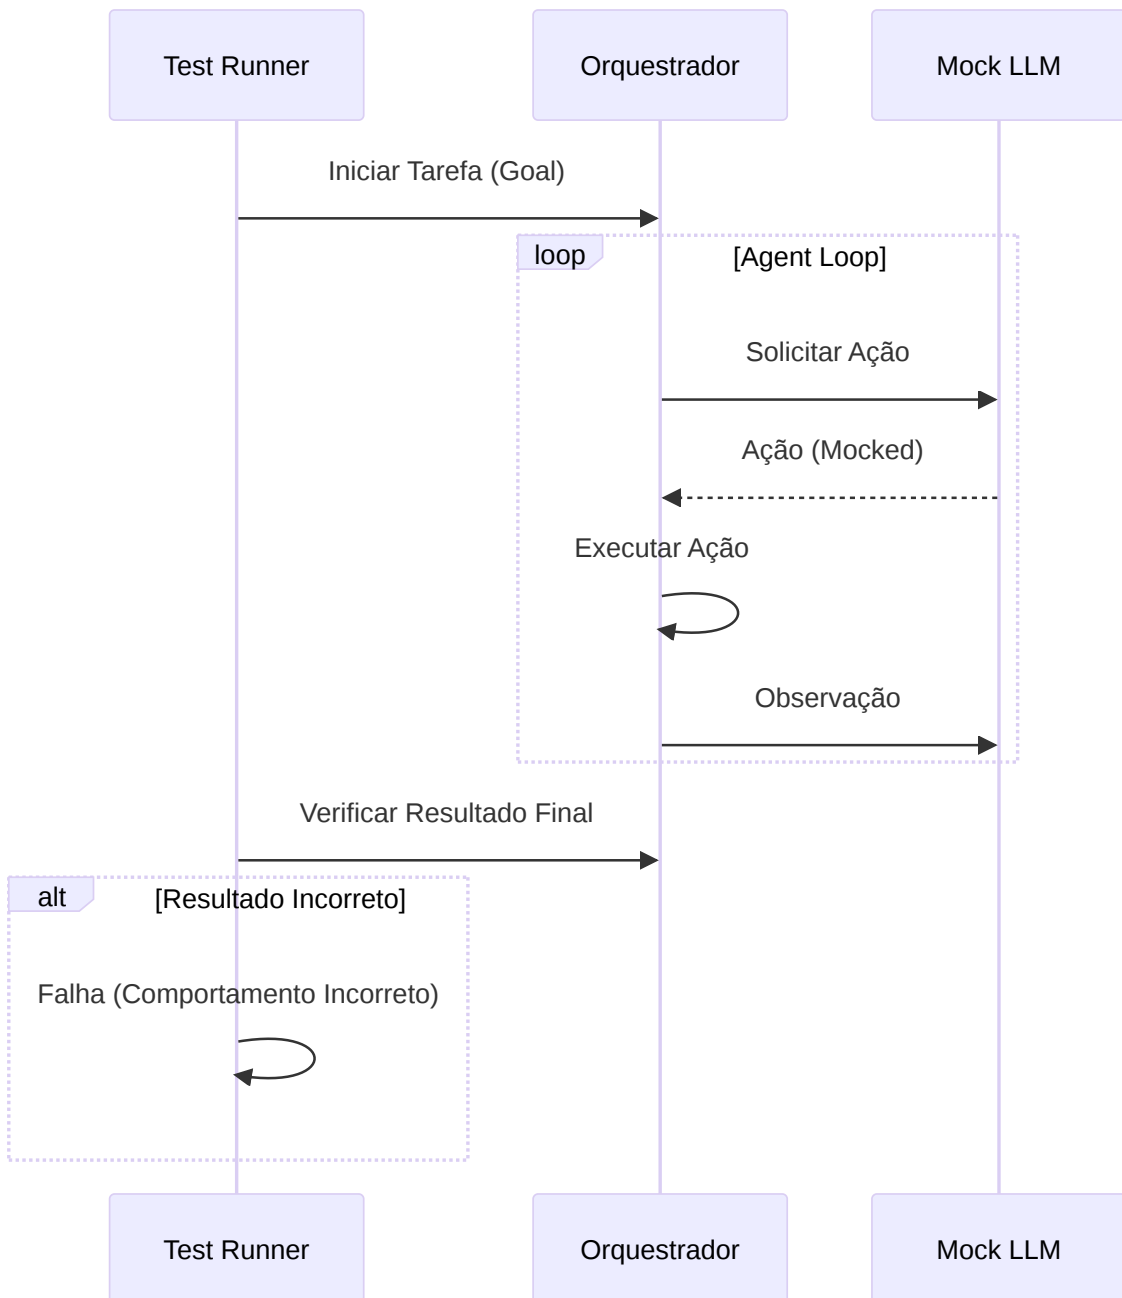 Test Runner
Orquestrador
Mock LLM
Iniciar Tarefa (Goal)
loop
[Agent Loop]
Solicitar Ação
Ação (Mocked)
Executar Ação
Observação
Verificar Resultado Final
alt
[Resultado Incorreto]
Falha (Comportamento Incorreto)
Test Runner
Orquestrador
Mock LLM